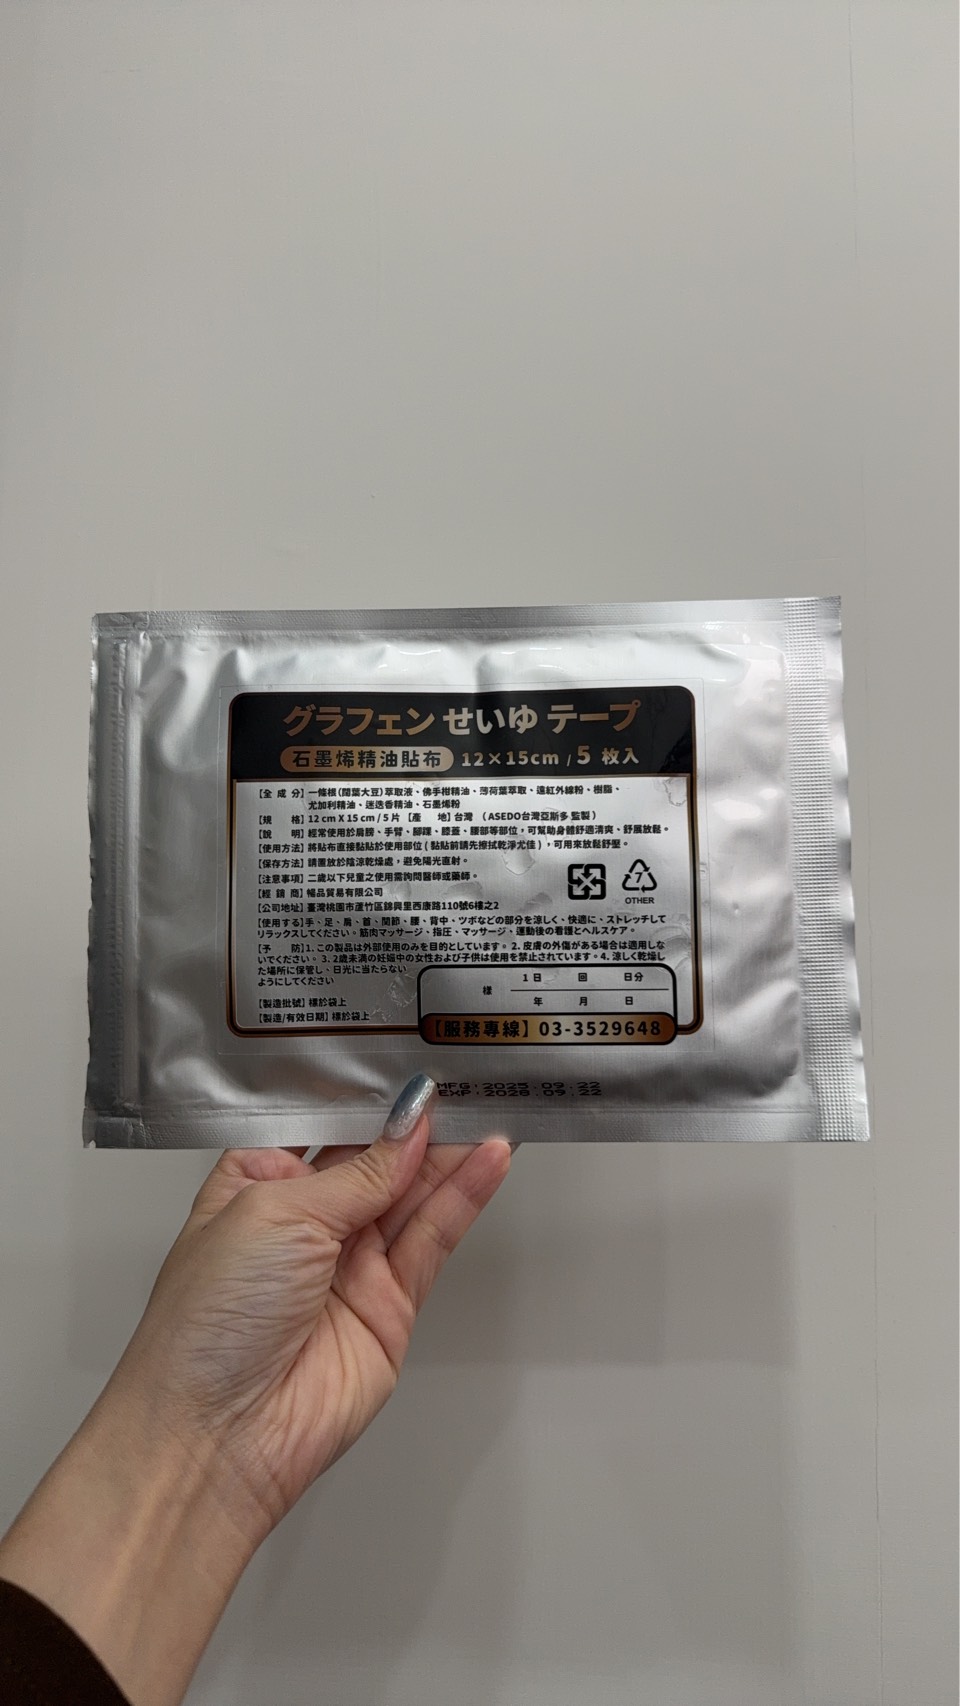 グラフェン せいゆ テープ
石墨烯精油貼布 12×15cm / 5 枚入
【全 成 分】一條根(闊葉大豆)萃取液、佛手柑精油、薄荷葉萃取、遠紅外線粉、樹脂、
尤加利精油、迷迭香精油、石墨烯粉
【規 格】12 cm X 15 cm / 5 片 【產 地】台灣 (ASEDO台灣亞斯多 監製)
【說 明】經常使用於肩膀、手臂、腳踝、膝蓋、腰部等部位,可幫助身體舒適清爽、舒展放鬆。
【使用方法】將貼布直接黏貼於使用部位(黏貼前請先擦拭乾淨尤佳),可用來放鬆舒壓。
【保存方法】請置放於陰涼乾燥處,避免陽光直射。
【注意事項】二歲以下兒童之使用需詢問醫師或藥師。
【經 銷 商】暢品貿易有限公司
【公司地址】臺灣桃園市蘆竹區錦興里西康路110號6樓之2
7
OTHER
【使用する】手、足、肩、首、関節、腰、背中、ツボなどの部分を涼しく、快適に、ストレッチして
リラックスしてください。筋肉マッサージ、指圧、マッサージ、運動後の看護とヘルスケア。
【予 防】1. この製品は外部使用のみを目的としています。2. 皮膚の外傷がある場合は適用しな
いでください。3. 2歳未満の妊娠中の女性および子供は使用を禁止されています。4. 涼しく乾燥し
た場所に保管し、日光に当たらない
ようにしてください
1日 回 日分
様
年 月 日
【製造批號】標於袋上
【製造/有效日期】標於袋上
【服務專線】03-3529648
MFG:2025.09.22
EXP:2028.09.22